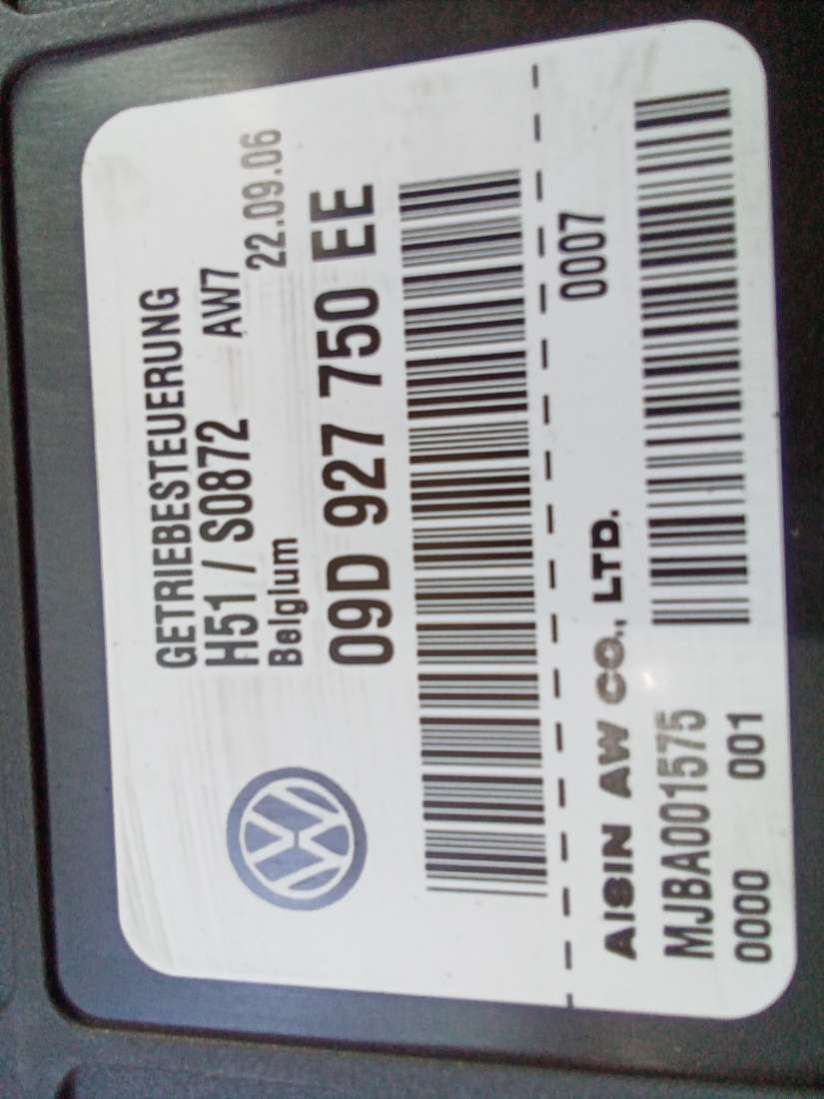 GETRIEBESTEUERUNG
H51 / S0872 AW7
Belgium 22.09.06
09D 927 750 EE
0007
AISIN AW CO., LTD.
MJBA001575
0000 001